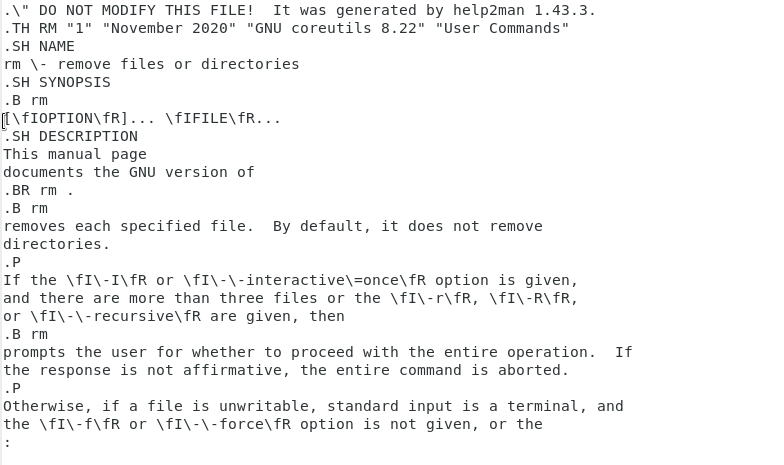 .\" DO NOT MODIFY THIS FILE!  It was generated by help2man 1.43.3.
.TH RM "1" "November 2020" "GNU coreutils 8.22" "User Commands"
.SH NAME
rm \- remove files or directories
.SH SYNOPSIS
.B rm
[\fIOPTION\fR]... \fIFILE\fR...
.SH DESCRIPTION
This manual page
documents the GNU version of
.BR rm .
.B rm
removes each specified file.  By default, it does not remove
directories.
.P
If the \fI\-I\fR or \fI\-\-interactive\=once\fR option is given,
and there are more than three files or the \fI\-r\fR, \fI\-R\fR,
or \fI\-\-recursive\fR are given, then
.B rm
prompts the user for whether to proceed with the entire operation.  If
the response is not affirmative, the entire command is aborted.
.P
Otherwise, if a file is unwritable, standard input is a terminal, and
the \fI\-f\fR or \fI\-\-force\fR option is not given, or the
: